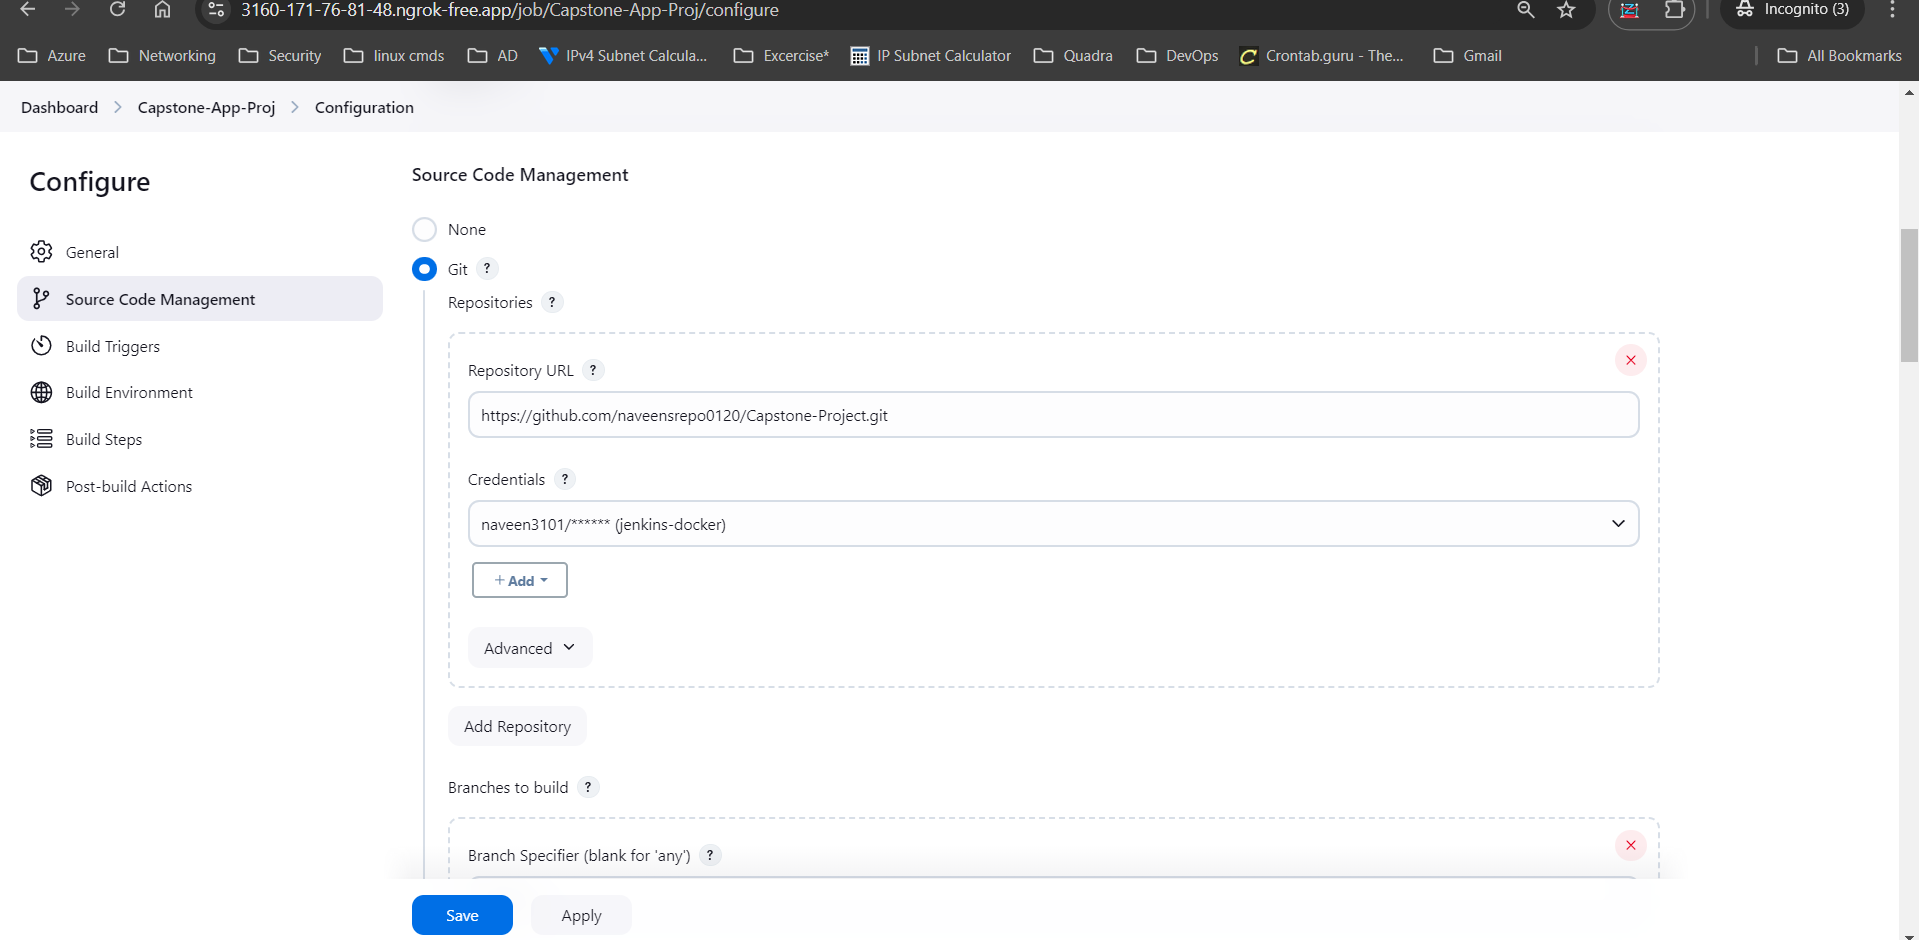 3160-171-76-81-48.ngrok-free.app/job/Capstone-App-Proj/configure
Incognito (3)
Azure
Networking
Security
linux cmds
AD
IPv4 Subnet Calcula...
Excercise*
IP Subnet Calculator
Quadra
DevOps
Crontab.guru - The...
Gmail
All Bookmarks
Dashboard > Capstone-App-Proj > Configuration
Configure
General
Source Code Management
Build Triggers
Build Environment
Build Steps
Post-build Actions
Source Code Management
None
Git ?
Repositories ?
Repository URL ?
https://github.com/naveensrepo0120/Capstone-Project.git
Credentials ?
naveen3101/****** (jenkins-docker)
+ Add
Advanced
Add Repository
Branches to build ?
Branch Specifier (blank for 'any') ?
Save
Apply